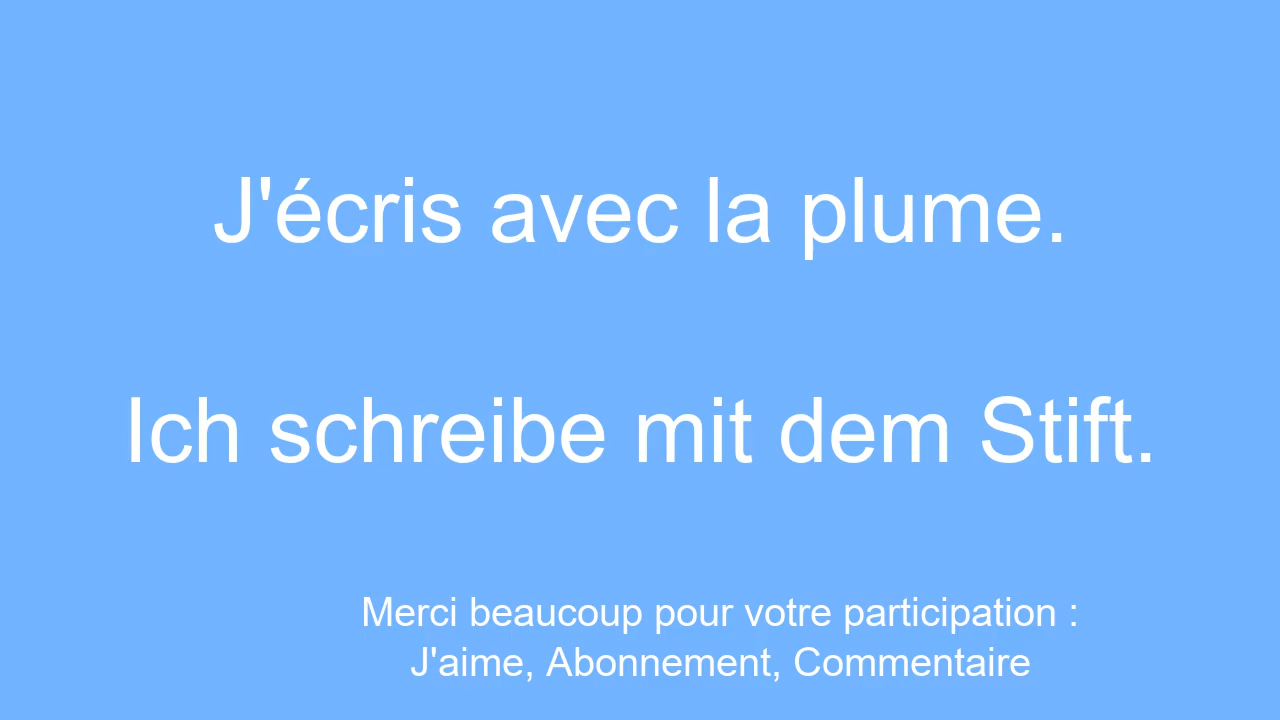 J'écris avec la plume.
Ich schreibe mit dem Stift.
Merci beaucoup pour votre participation :
J'aime, Abonnement, Commentaire